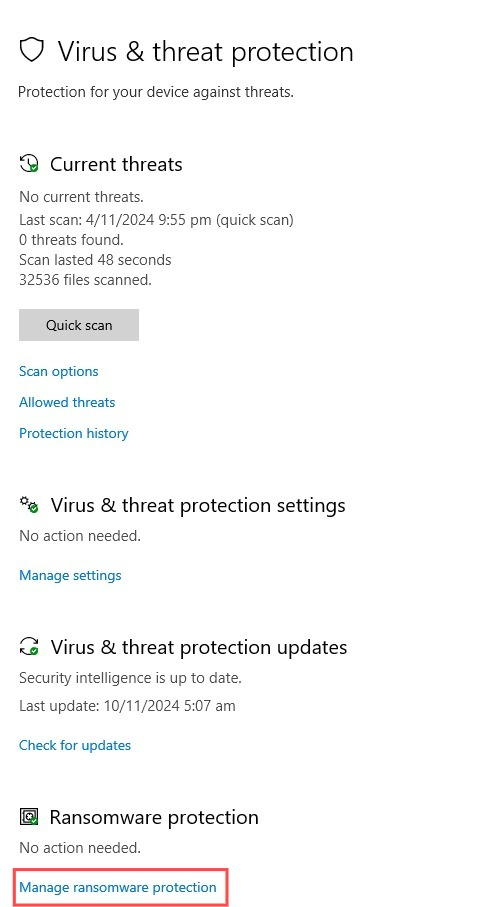 Virus & threat protection
Protection for your device against threats.
Current threats
No current threats.
Last scan: 4/11/2024 9:55 pm (quick scan)
0 threats found.
Scan lasted 48 seconds
32536 files scanned.
Quick scan
Scan options
Allowed threats
Protection history
Virus & threat protection settings
No action needed.
Manage settings
Virus & threat protection updates
Security intelligence is up to date.
Last update: 10/11/2024 5:07 am
Check for updates
Ransomware protection
No action needed.
Manage ransomware protection